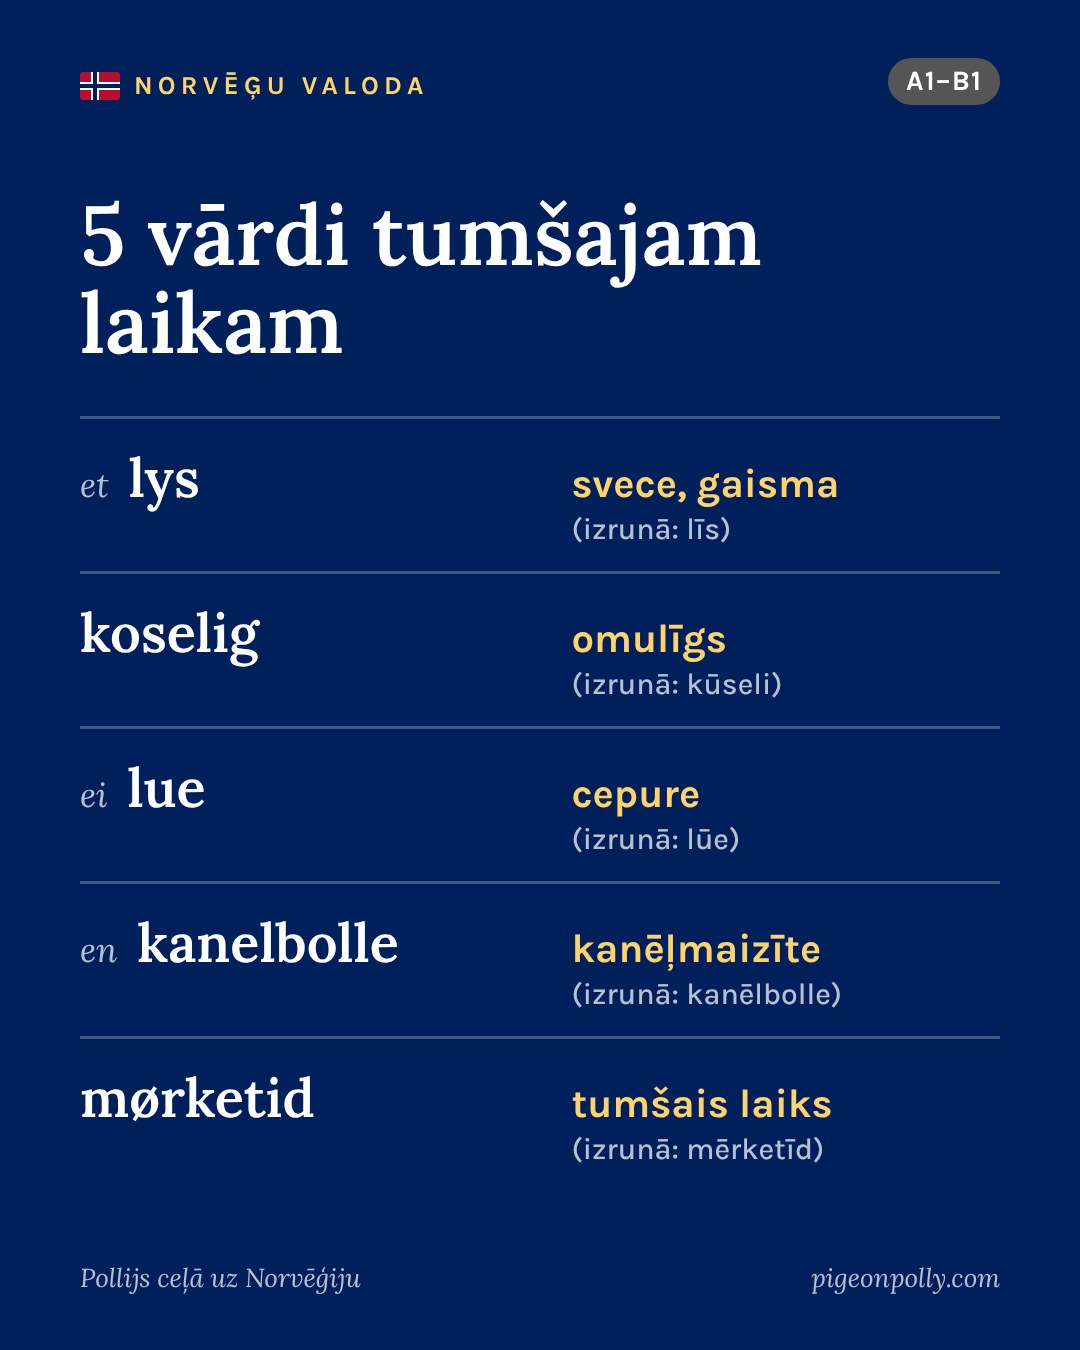 NORVĒĢU VALODA
A1–B1
5 vārdi tumšajam
laikam
et lys
svece, gaisma
(izrunā: līs)
koselig
omulīgs
(izrunā: kūseli)
ei lue
cepure
(izrunā: lūe)
en kanelbolle
kanēļmaizīte
(izrunā: kanēlbolle)
mørketid
tumšais laiks
(izrunā: mērketīd)
Pollijs ceļā uz Norvēģiju
pigeonpolly.com